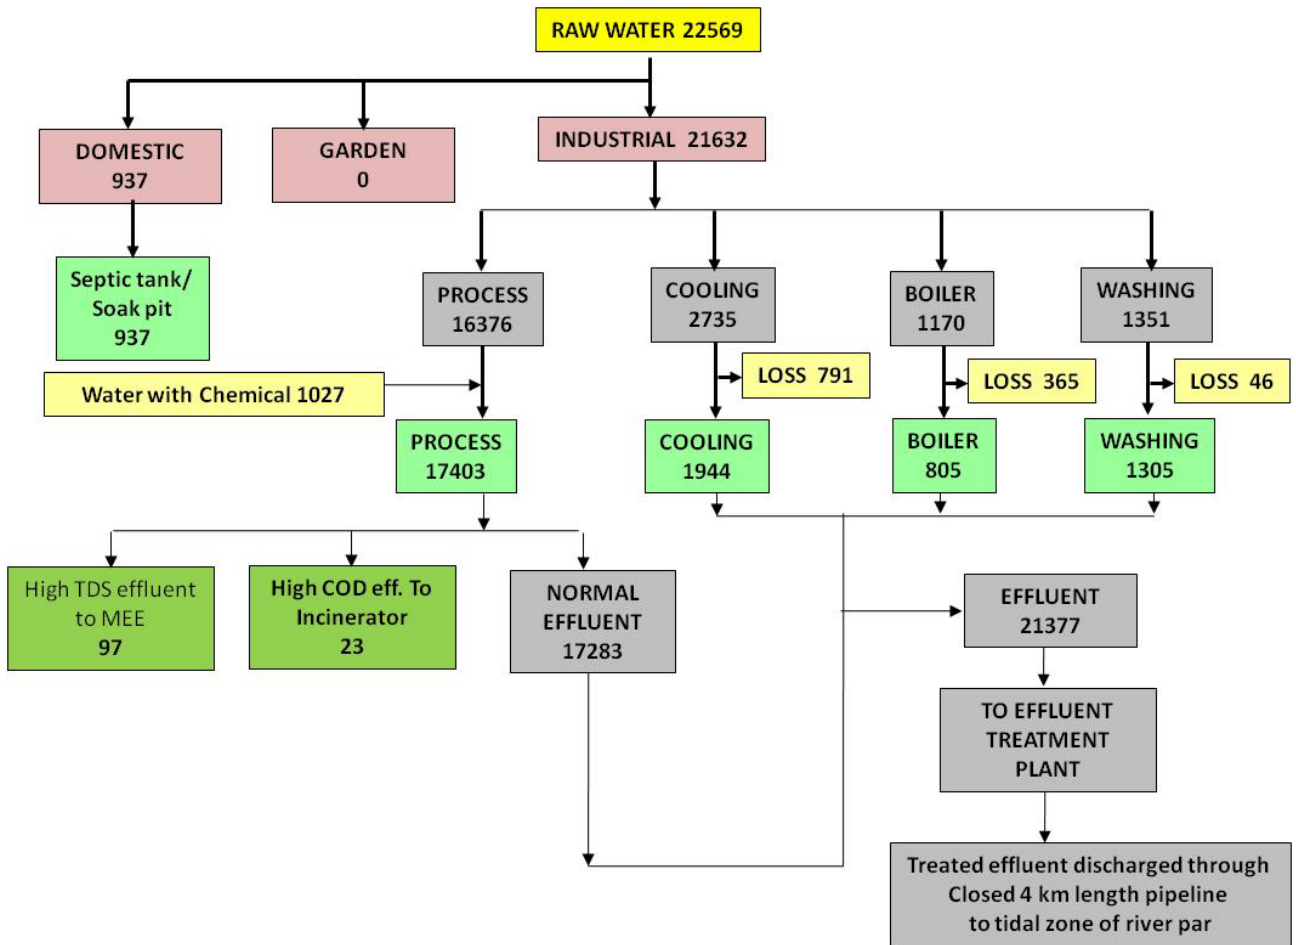 RAW WATER 22569
DOMESTIC
937
GARDEN
0
INDUSTRIAL 21632
Septic tank/
Soak pit
937
PROCESS
16376
COOLING
2735
BOILER
1170
WASHING
1351
Water with Chemical 1027
LOSS 791
LOSS 365
LOSS 46
PROCESS
17403
COOLING
1944
BOILER
805
WASHING
1305
High TDS effluent
to MEE
97
High COD eff. To
Incinerator
23
NORMAL
EFFLUENT
17283
EFFLUENT
21377
TO EFFLUENT
TREATMENT
PLANT
Treated effluent discharged through
Closed 4 km length pipeline
to tidal zone of river par